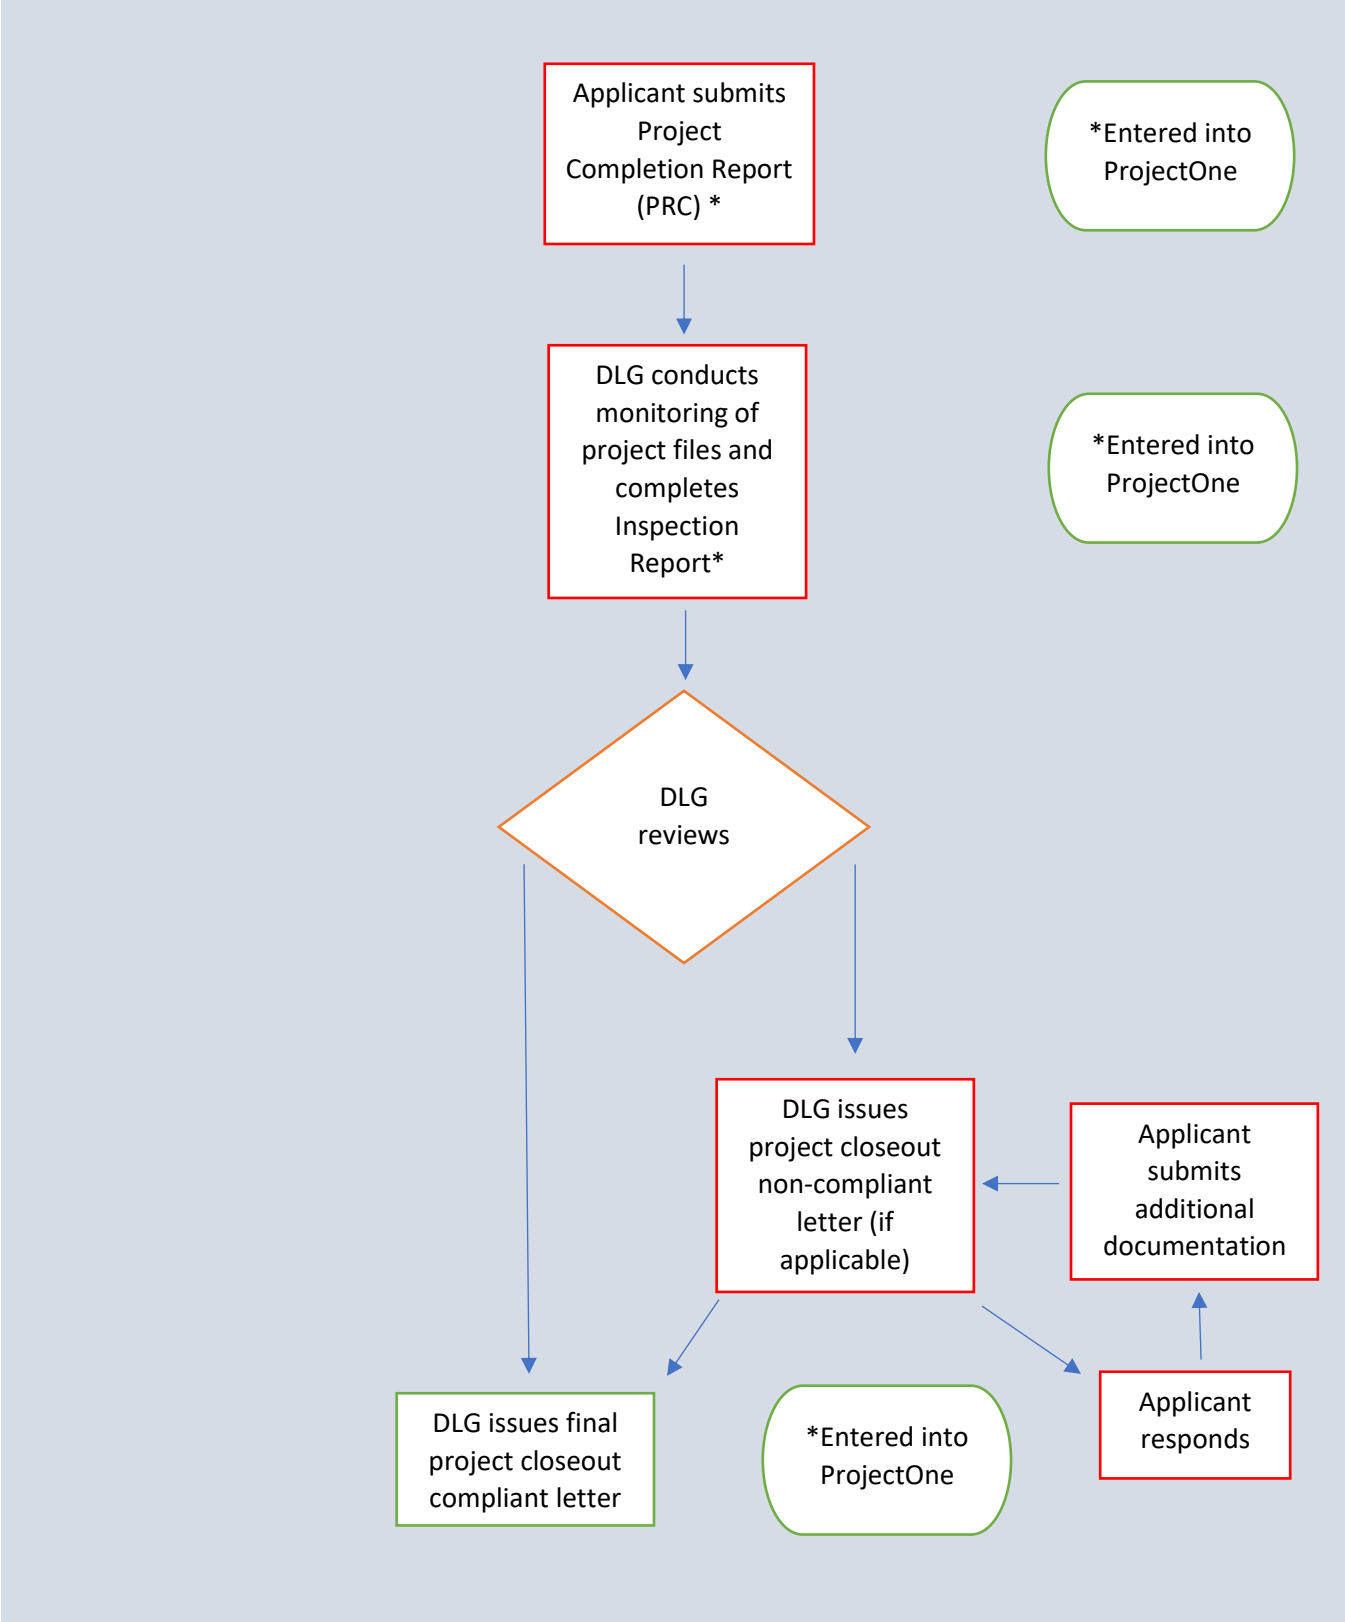 Applicant submits
Project
Completion Report
(PRC) *
*Entered into
ProjectOne
DLG conducts
monitoring of
project files and
completes
Inspection
Report*
*Entered into
ProjectOne
DLG
reviews
DLG issues
project closeout
non-compliant
letter (if
applicable)
Applicant
submits
additional
documentation
DLG issues final
project closeout
compliant letter
*Entered into
ProjectOne
Applicant
responds